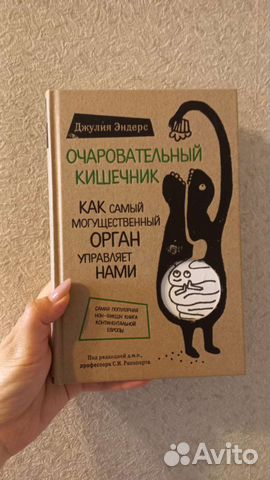 Джулия Эндерс
ОЧАРОВАТЕЛЬНЫЙ
КИШЕЧНИК
КАК САМЫЙ
МОГУЩЕСТВЕННЫЙ
ОРГАН
УПРАВЛЯЕТ
НАМИ
САМАЯ ПОПУЛЯРНАЯ
НОН-ФИКШН КНИГА
КОНТИНЕНТАЛЬНОЙ
ЕВРОПЫ
Под редакцией д.м.н.,
профессора С.И. Рапопорта
Avito